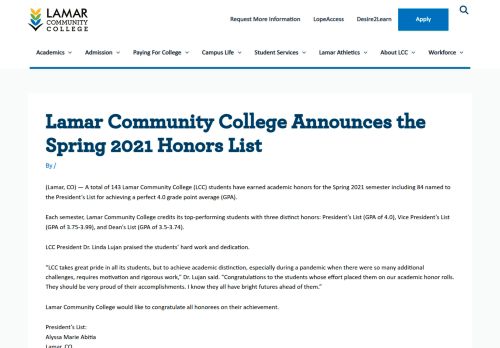 LAMAR
COMMUNITY
COLLEGE
Request More Information LopeAccess Desire2Learn Apply
Academics Admission Paying For College Campus Life Student Services Lamar Athletics About LCC Workforce
Lamar Community College Announces the
Spring 2021 Honors List
By /
(Lamar, CO) — A total of 143 Lamar Community College (LCC) students have earned academic honors for the Spring 2021 semester including 84 named to
the President's List for achieving a perfect 4.0 grade point average (GPA).
Each semester, Lamar Community College credits its top-performing students with three distinct honors: President's List (GPA of 4.0), Vice President's List
(GPA of 3.75-3.99), and Dean's List (GPA of 3.5-3.74).
LCC President Dr. Linda Lujan praised the students' hard work and dedication.
"LCC takes great pride in all its students, but to achieve academic distinction, especially during a pandemic when there were so many additional
challenges, requires motivation and rigorous work," Dr. Lujan said. "Congratulations to the students whose effort placed them on our academic honor rolls.
They should be very proud of their accomplishments. I know they all have bright futures ahead of them."
Lamar Community College would like to congratulate all honorees on their achievement.
President's List:
Alyssa Marie Abitia
Lamar, CO